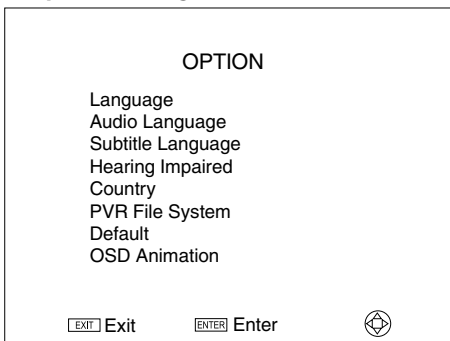 OPTION
Language
Audio Language
Subtitle Language
Hearing Impaired
Country
PVR File System
Default
OSD Animation
EXIT Exit ENTER Enter